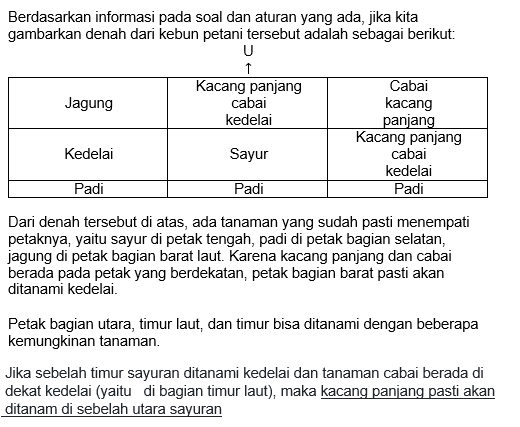 Berdasarkan informasi pada soal dan aturan yang ada, jika kita
gambarkan denah dari kebun petani tersebut adalah sebagai berikut:
U
↑
Jagung
Kacang panjang
cabai
kedelai
Cabai
kacang
panjang
Kedelai
Sayur
Kacang panjang
cabai
kedelai
Padi
Padi
Padi
Dari denah tersebut di atas, ada tanaman yang sudah pasti menempati
petaknya, yaitu sayur di petak tengah, padi di petak bagian selatan,
jagung di petak bagian barat laut. Karena kacang panjang dan cabai
berada pada petak yang berdekatan, petak bagian barat pasti akan
ditanami kedelai.
Petak bagian utara, timur laut, dan timur bisa ditanami dengan beberapa
kemungkinan tanaman.
Jika sebelah timur sayuran ditanami kedelai dan tanaman cabai berada di
dekat kedelai (yaitu di bagian timur laut), maka kacang panjang pasti akan
ditanam di sebelah utara sayuran